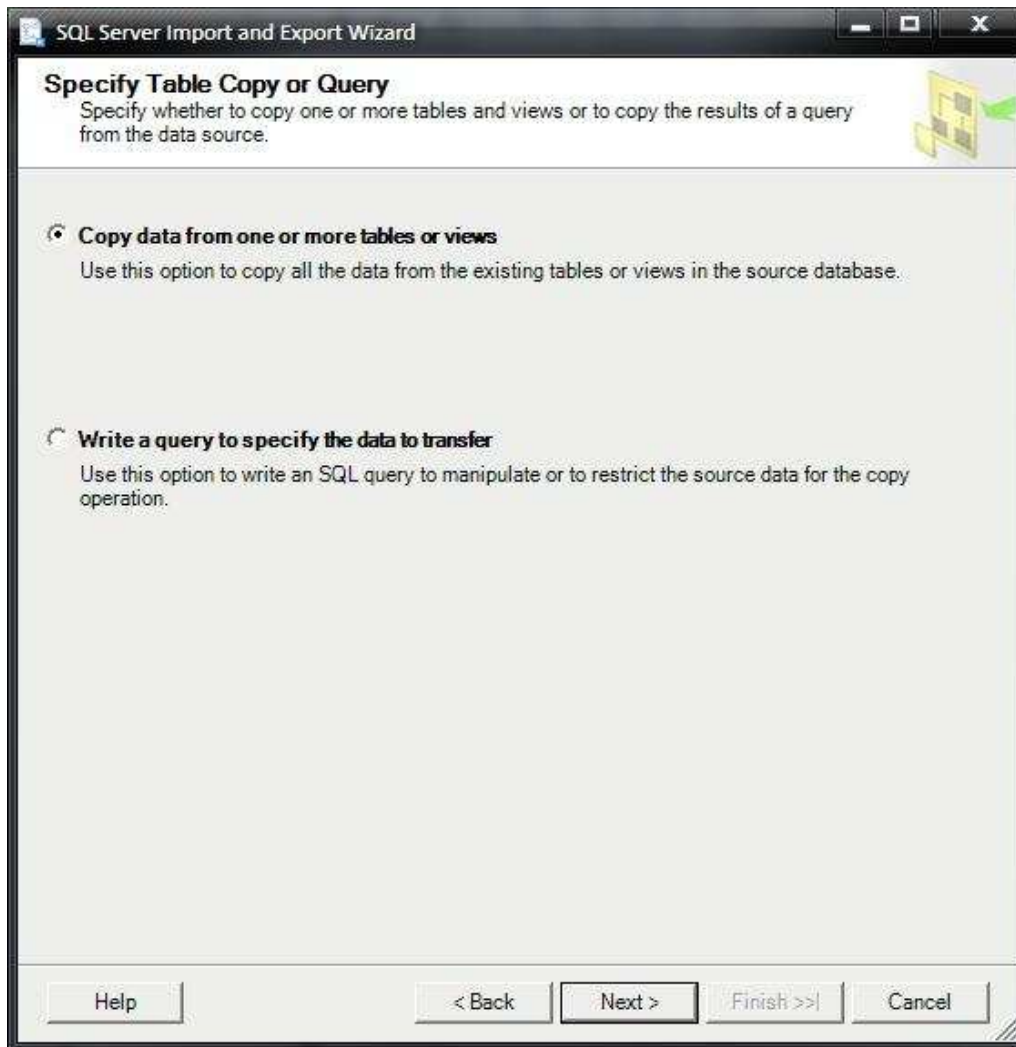 SQL Server Import and Export Wizard
Specify Table Copy or Query
Specify whether to copy one or more tables and views or to copy the results of a query
from the data source.
Copy data from one or more tables or views
Use this option to copy all the data from the existing tables or views in the source database.
Write a query to specify the data to transfer
Use this option to write an SQL query to manipulate or to restrict the source data for the copy
operation.
Help
< Back
Next >
Finish >>|
Cancel